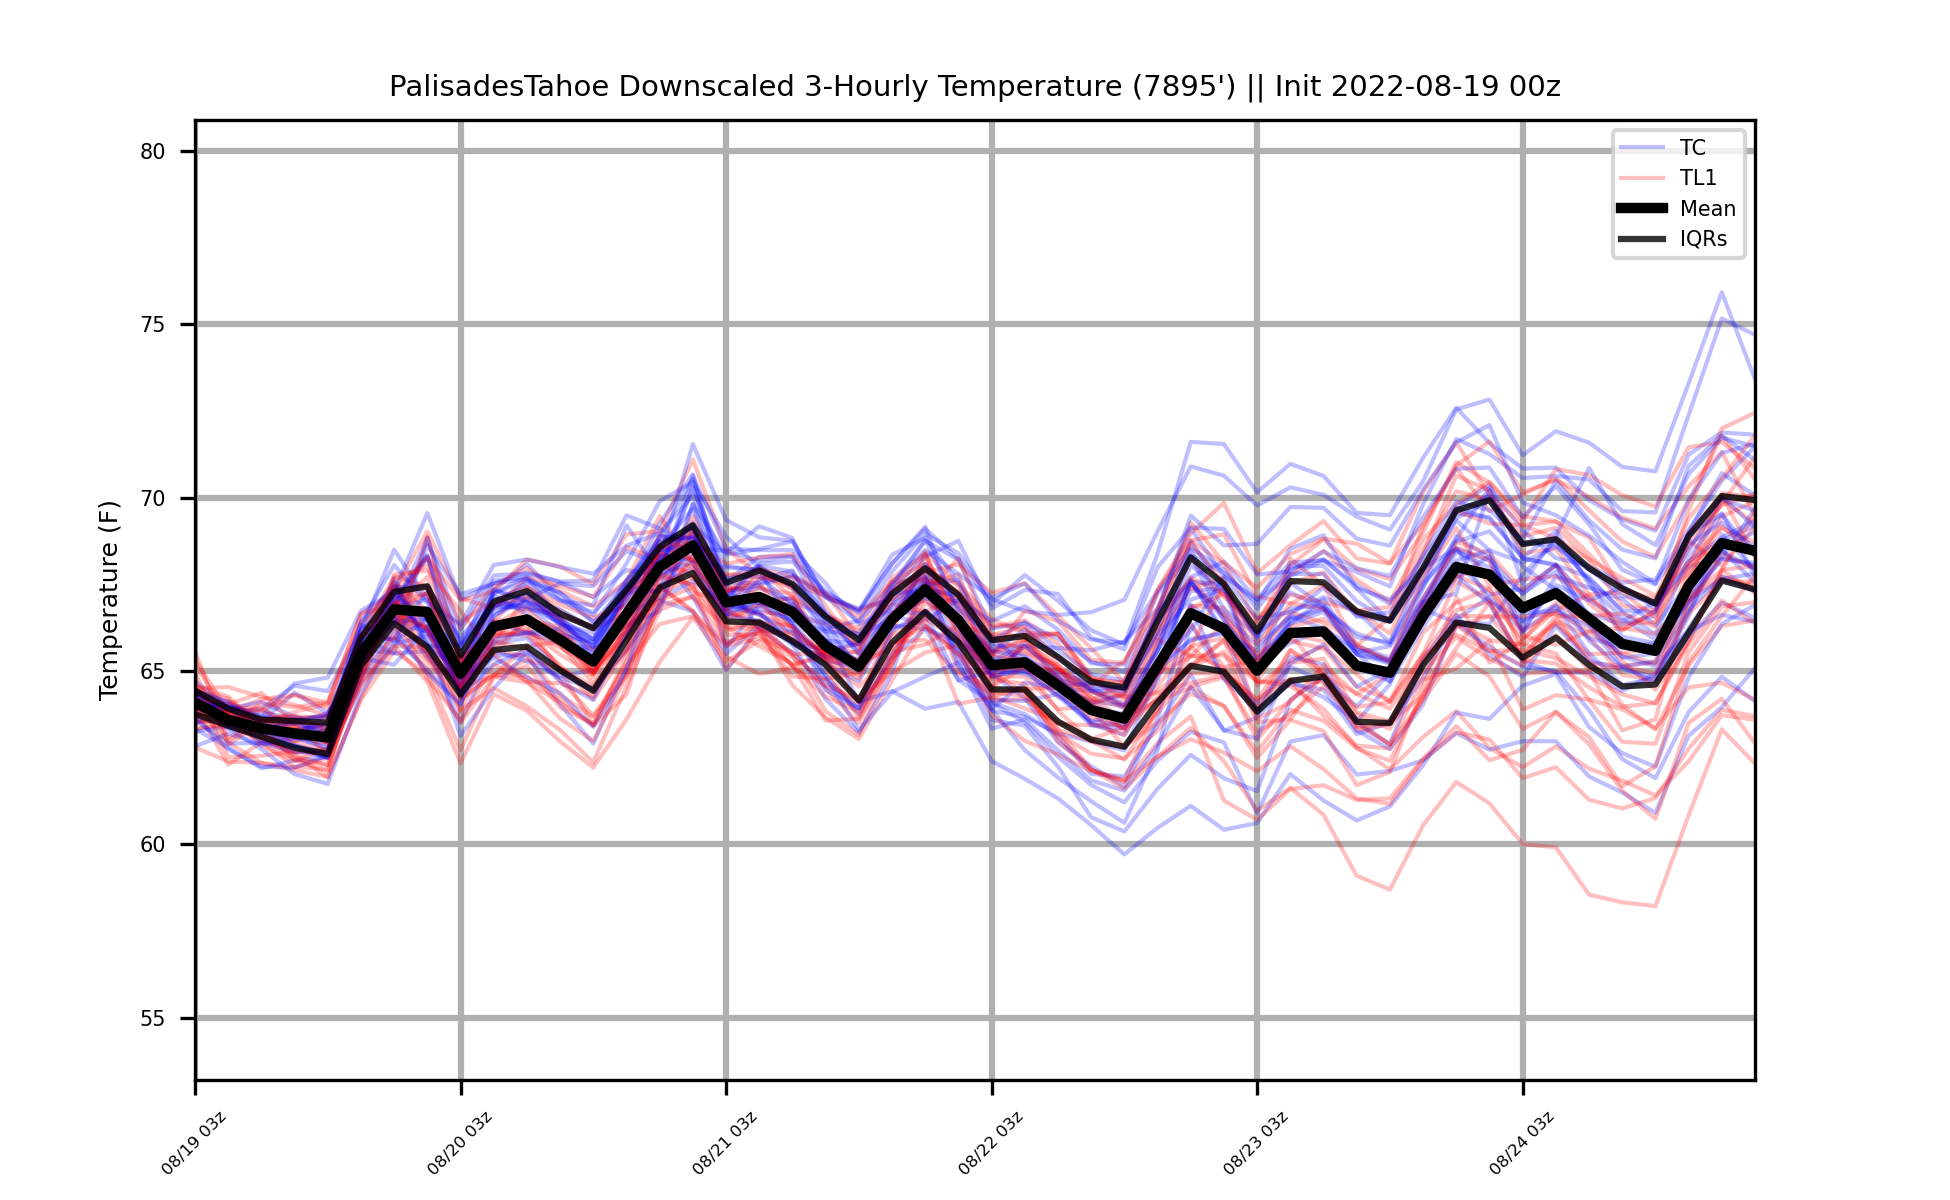 PalisadesTahoe Downscaled 3-Hourly Temperature (7895') || Init 2022-08-19 00z
TC
TL1
Mean
IQRs
Temperature (F)
80
75
70
65
60
55
08/19 03z
08/20 03z
08/21 03z
08/22 03z
08/23 03z
08/24 03z